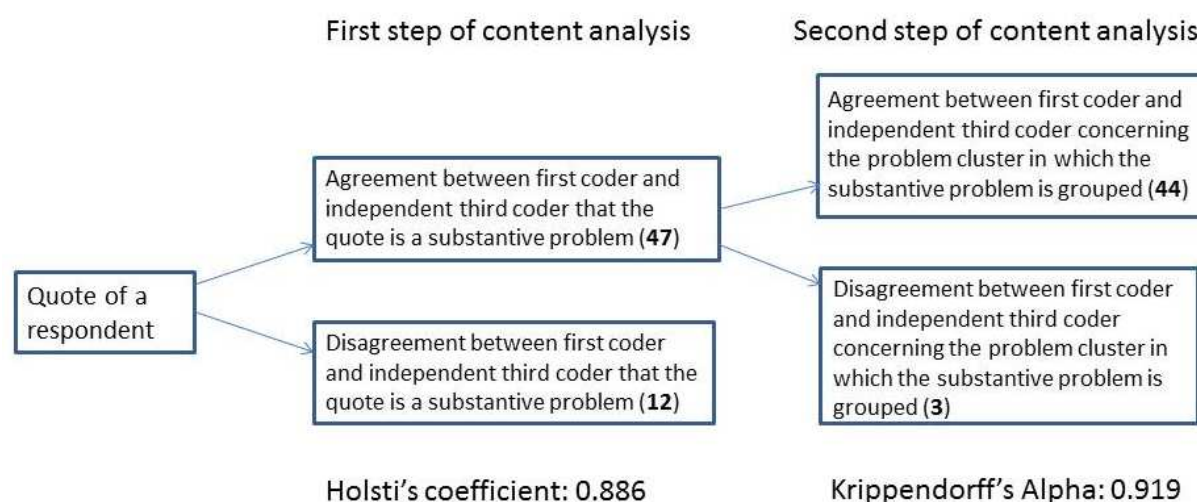 First step of content analysis
Second step of content analysis
Quote of a
respondent
Agreement between first coder and
independent third coder that the
quote is a substantive problem (47)
Disagreement between first coder
and independent third coder that the
quote is a substantive problem (12)
Agreement between first coder and
independent third coder concerning
the problem cluster in which the
substantive problem is grouped (44)
Disagreement between first coder
and independent third coder
concerning the problem cluster in
which the substantive problem is
grouped (3)
Holsti’s coefficient: 0.886
Krippendorff’s Alpha: 0.919